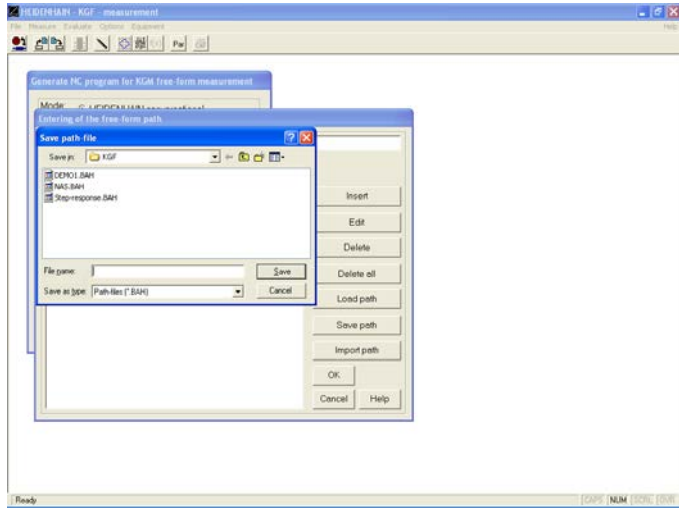 HEIDENHAIN - KGF - measurement
File Measure Evaluate Options Equipment Help
Par
Generate NC program for KGM free-form measurement
Mode:
Entering of the free-form path
Save path-file
Save in: KGF
DEMO1.BAH
NAS.BAH
Step-response.BAH
File name: Save
Save as type: Path-files (*.BAH) Cancel
Insert
Edit
Delete
Delete all
Load path
Save path
Import path
OK
Cancel Help
Ready CAPS NUM SCRL OVR